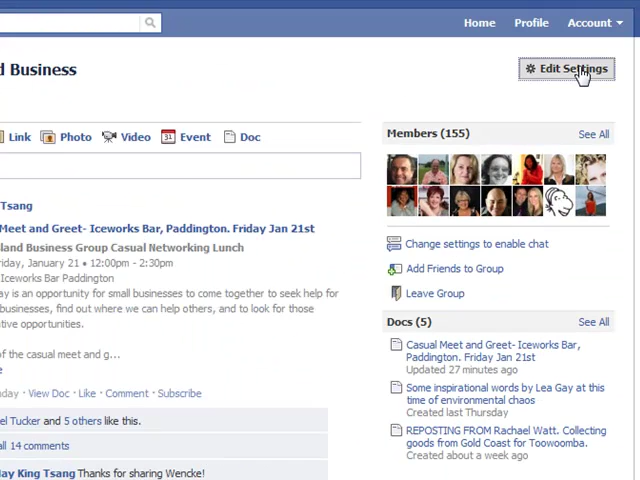 Home Profile Account
d Business
Edit Settings
Link Photo Video 31 Event Doc
Members (155) See All
Tsang
Meet and Greet- Iceworks Bar, Paddington. Friday Jan 21st
sland Business Group Casual Networking Lunch
riday, January 21 • 12:00pm - 2:30pm
Iceworks Bar Paddington
ay is an opportunity for small businesses to come together to seek help for
businesses, find out where we can help others, and to look for those
ative opportunities.
of the casual meet and g...
e
nday · View Doc · Like · Comment · Subscribe
el Tucker and 5 others like this.
all 14 comments
May King Tsang Thanks for sharing Wencke!
Change settings to enable chat
Add Friends to Group
Leave Group
Docs (5) See All
Casual Meet and Greet- Iceworks Bar,
Paddington. Friday Jan 21st
Updated 27 minutes ago
Some inspirational words by Lea Gay at this
time of environmental chaos
Created last Thursday
REPOSTING FROM Rachael Watt. Collecting
goods from Gold Coast for Toowoomba.
Created about a week ago